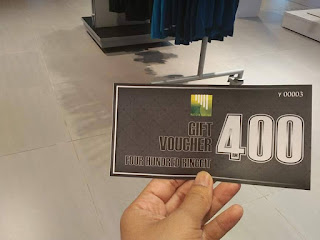 Y 00003
GIFT
VOUCHER 400
FOUR HUNDRED RINGGIT